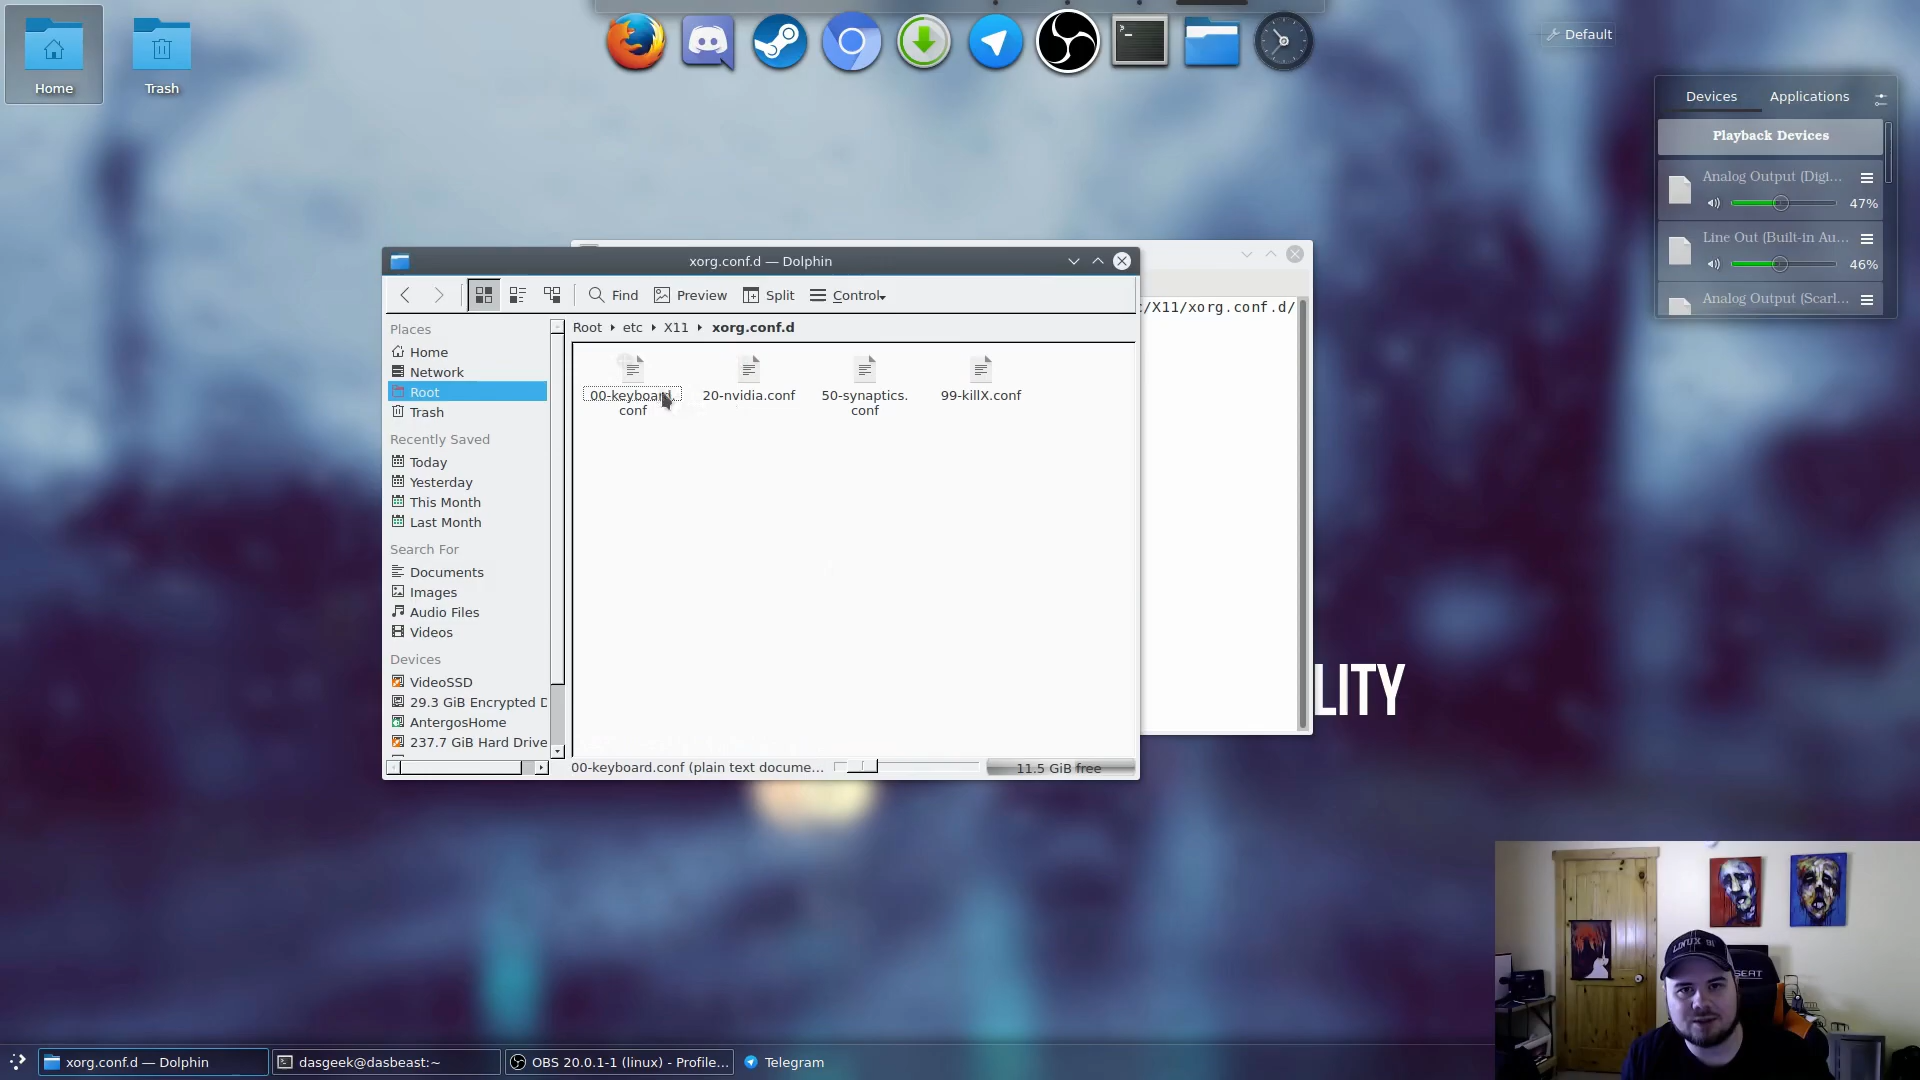 Home
Trash
Default
Devices
Applications
Playback Devices
Analog Output (Digi...
47%
Line Out (Built-in Au...
46%
Analog Output (Scarl...
xorg.conf.d — Dolphin
Find
Preview
Split
Control
:/X11/xorg.conf.d/
Root
etc
X11
xorg.conf.d
Places
Home
Network
Root
Trash
Recently Saved
Today
Yesterday
This Month
Last Month
Search For
Documents
Images
Audio Files
Videos
Devices
VideoSSD
29.3 GiB Encrypted D
AntergosHome
237.7 GiB Hard Drive
00-keyboard.
conf
20-nvidia.conf
50-synaptics.
conf
99-killX.conf
00-keyboard.conf (plain text docume...
11.5 GiB free
LITY
LINUX
xorg.conf.d — Dolphin
dasgeek@dasbeast:~
OBS 20.0.1-1 (linux) - Profile...
Telegram